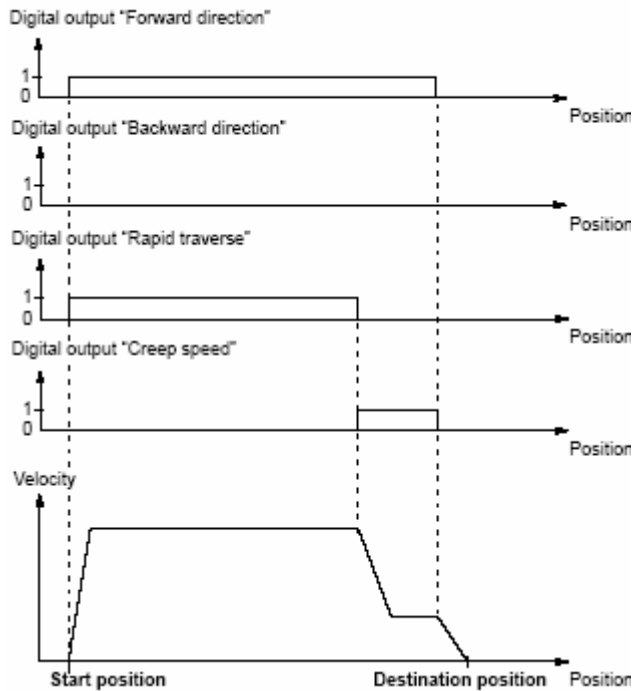 Digital output "Forward direction"
1
0
Position
Digital output "Backward direction"
1
0
Position
Digital output "Rapid traverse"
1
0
Position
Digital output "Creep speed"
1
0
Position
Velocity
Start position
Destination position
Position